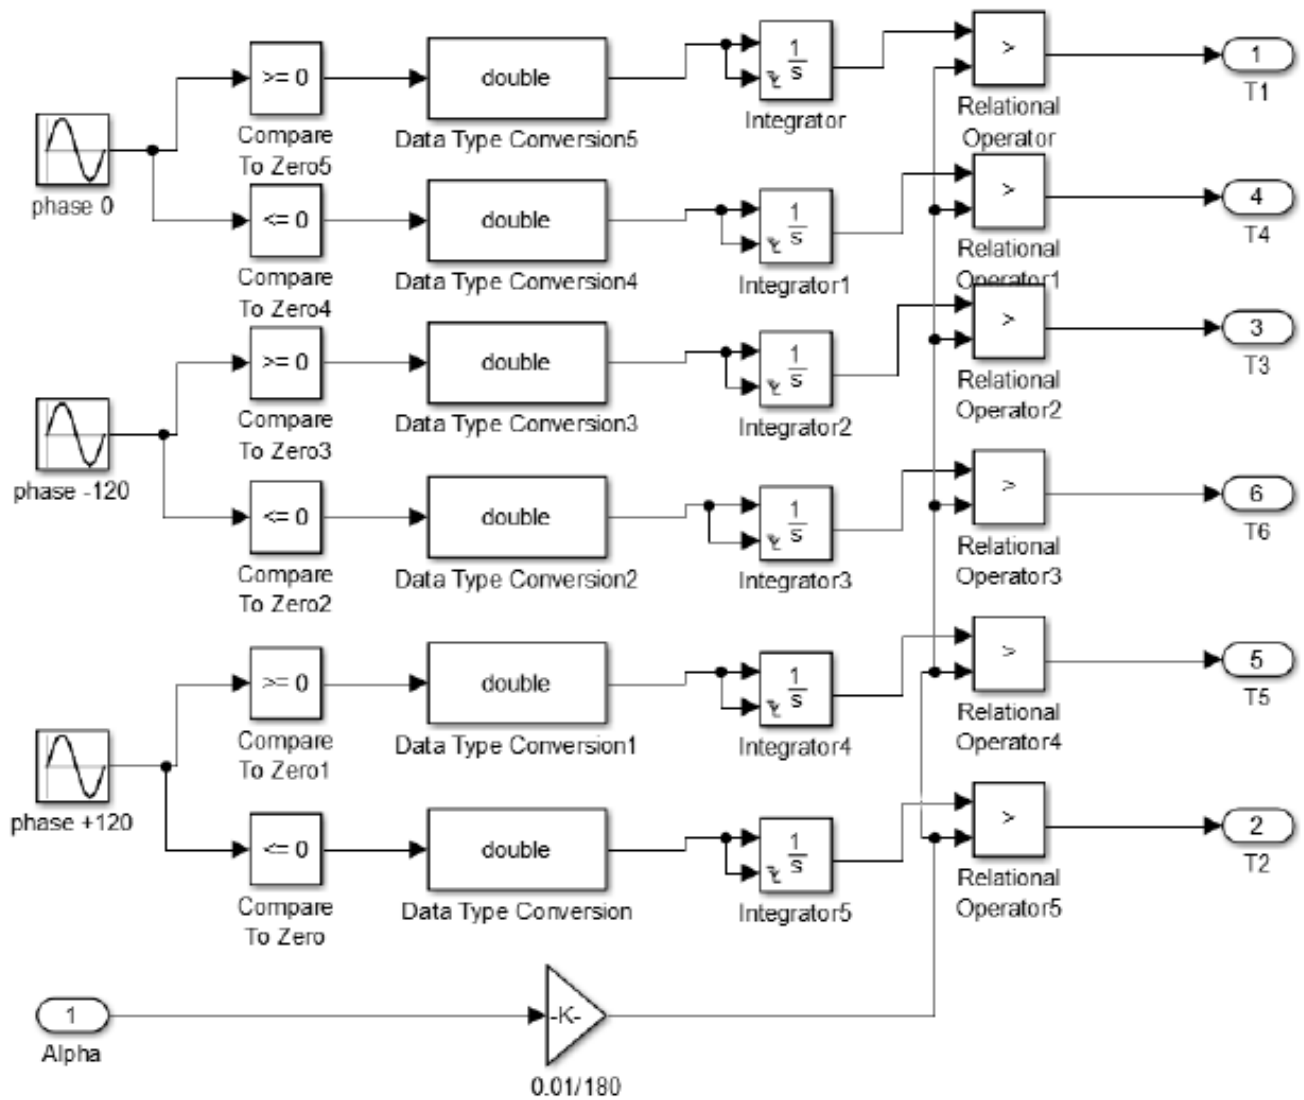 phase 0
>= 0
Compare
To Zero5
double
Data Type Conversion5
1
s
Integrator
>
Relational
Operator
1
T1
<= 0
Compare
To Zero4
double
Data Type Conversion4
1
s
Integrator1
>
Relational
Operator1
4
T4
phase -120
>= 0
Compare
To Zero3
double
Data Type Conversion3
1
s
Integrator2
>
Relational
Operator2
3
T3
<= 0
Compare
To Zero2
double
Data Type Conversion2
1
s
Integrator3
>
Relational
Operator3
6
T6
phase +120
>= 0
Compare
To Zero1
double
Data Type Conversion1
1
s
Integrator4
>
Relational
Operator4
5
T5
<= 0
Compare
To Zero
double
Data Type Conversion
1
s
Integrator5
>
Relational
Operator5
2
T2
1
Alpha
-K-
0.01/180